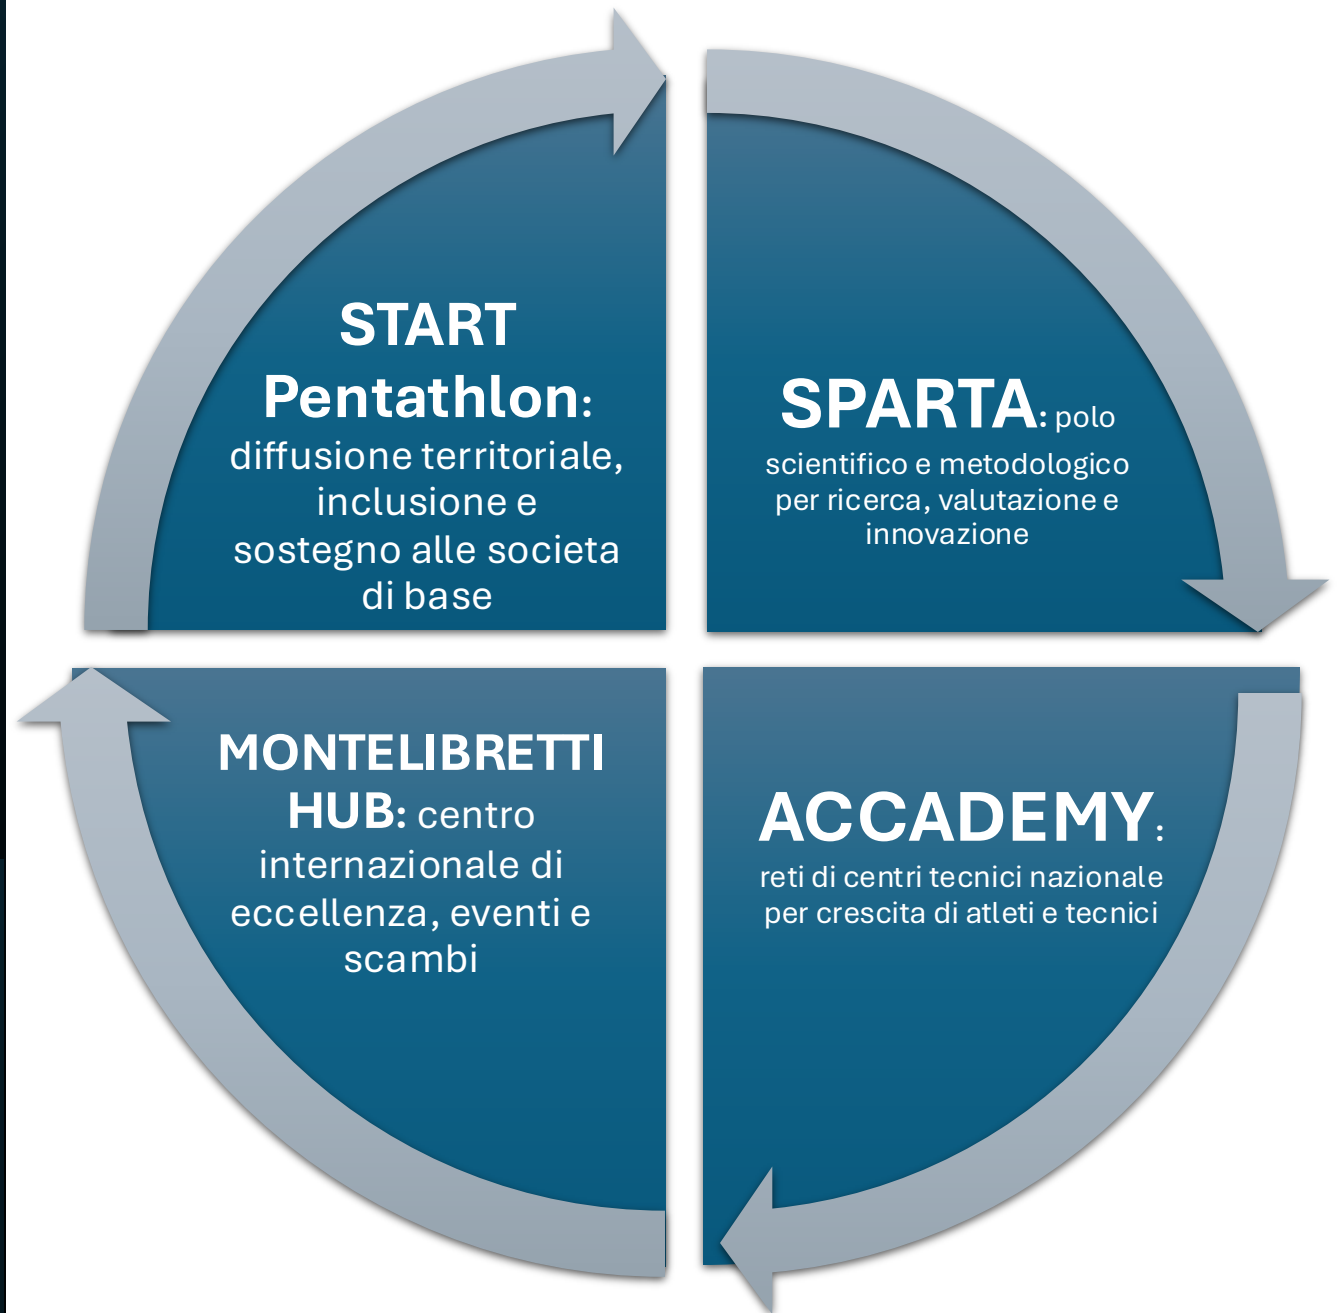 START
Pentathlon:
diffusione territoriale,
inclusione e
sostegno alle societa
di base
SPARTA: polo
scientifico e metodologico
per ricerca, valutazione e
innovazione
MONTELIBRETTI
HUB: centro
internazionale di
eccellenza, eventi e
scambi
ACCADEMY:
reti di centri tecnici nazionale
per crescita di atleti e tecnici